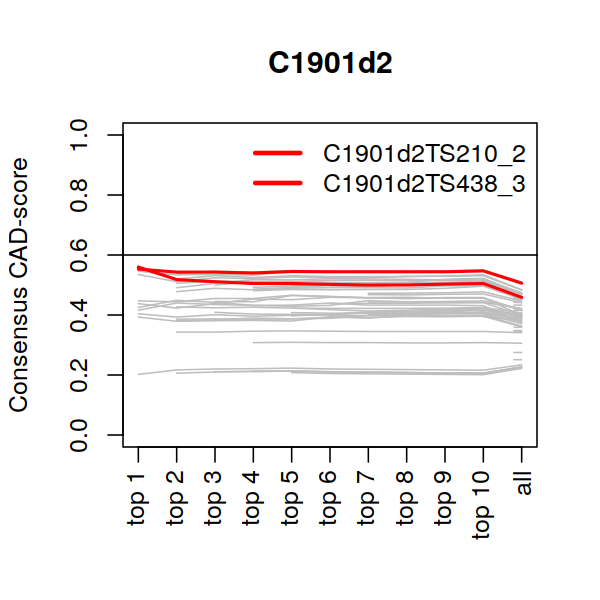 C1901d2
Consensus CAD-score
1.0
0.8
0.6
0.4
0.2
0.0
C1901d2TS210_2
C1901d2TS438_3
top 1
top 2
top 3
top 4
top 5
top 6
top 7
top 8
top 9
top 10
all